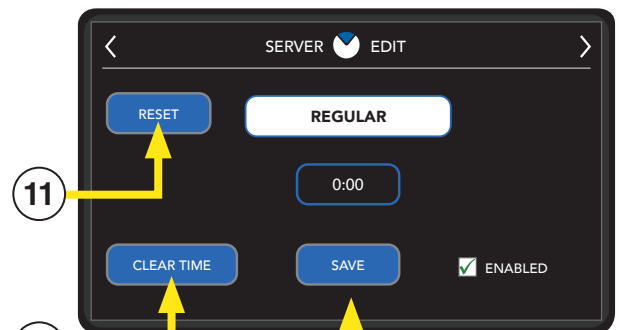 SERVER EDIT
RESET
REGULAR
11
0:00
CLEAR TIME
SAVE
ENABLED